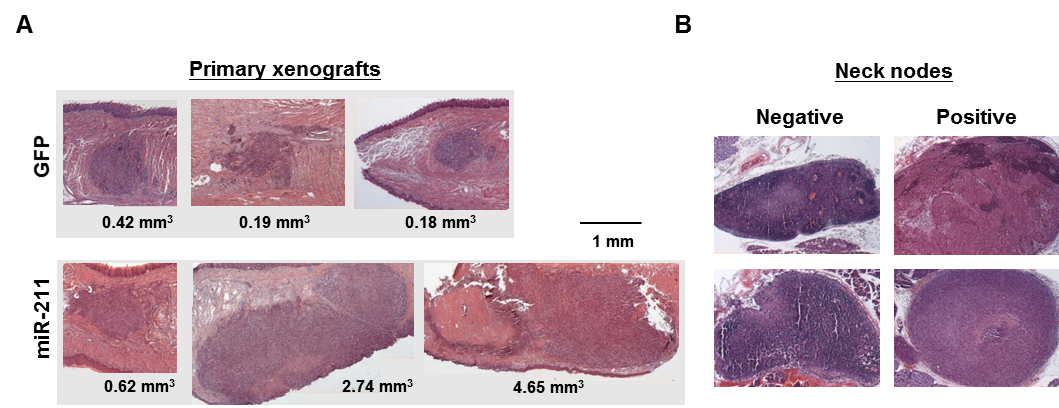 A
B
Primary xenografts
Neck nodes
Negative
Positive
GFP
0.42 mm³
0.19 mm³
0.18 mm³
1 mm
miR-211
0.62 mm³
2.74 mm³
4.65 mm³